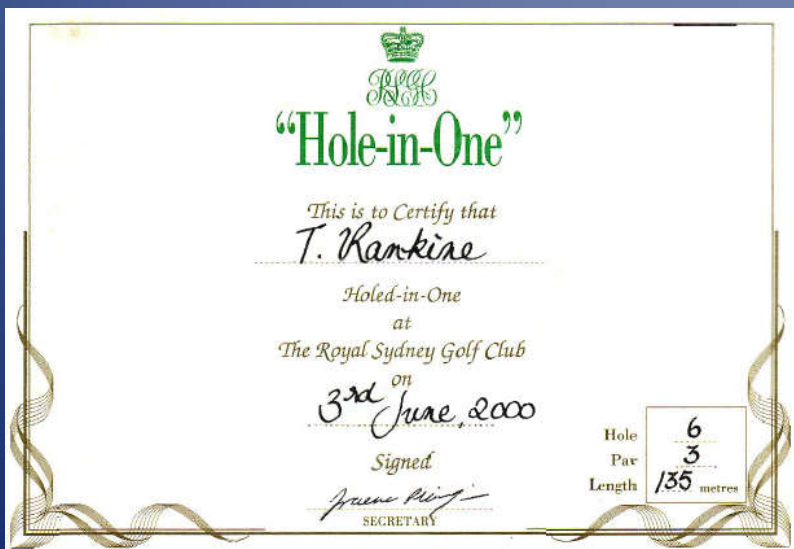 “Hole-in-One”
This is to Certify that
T. Rankine
Holed-in-One
at
The Royal Sydney Golf Club
on
3rd June, 2000
Signed
SECRETARY
Hole 6
Par 3
Length 135 metres